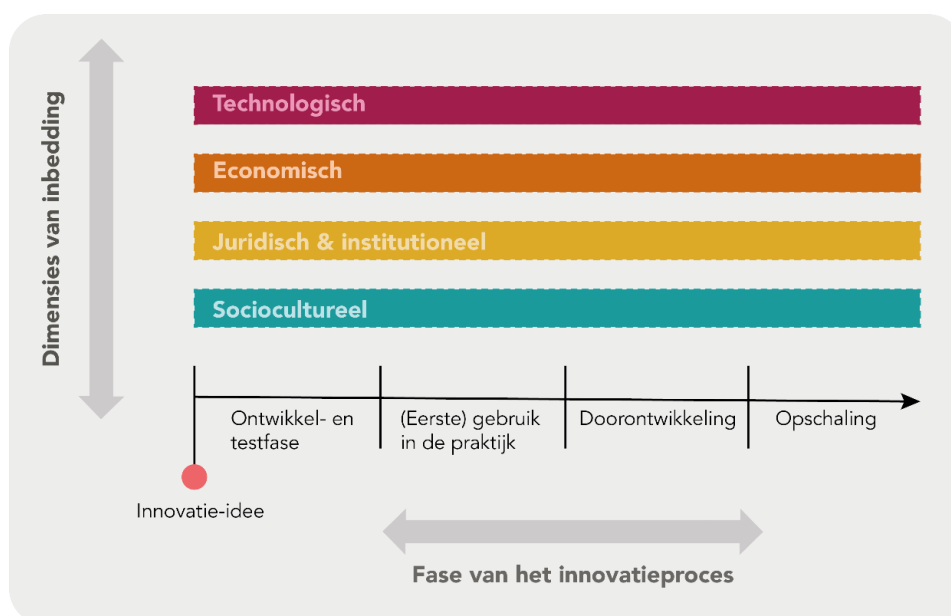 Dimensies van inbedding
Technologisch
Economisch
Juridisch & institutioneel
Sociocultureel
Ontwikkel- en
testfase
(Eerste) gebruik
in de praktijk
Doorontwikkeling
Opschaling
Innovatie-idee
Fase van het innovatieproces